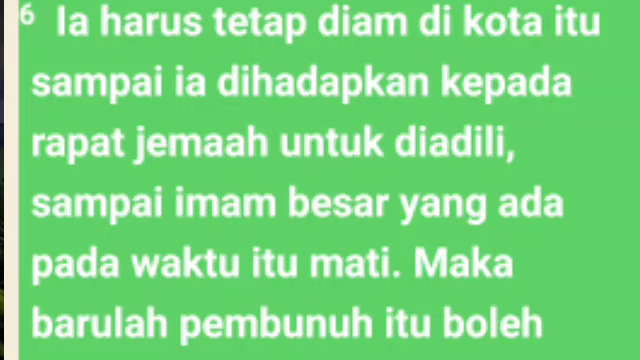 6 Ia harus tetap diam di kota itu
sampai ia dihadapkan kepada
rapat jemaah untuk diadili,
sampai imam besar yang ada
pada waktu itu mati. Maka
barulah pembunuh itu boleh